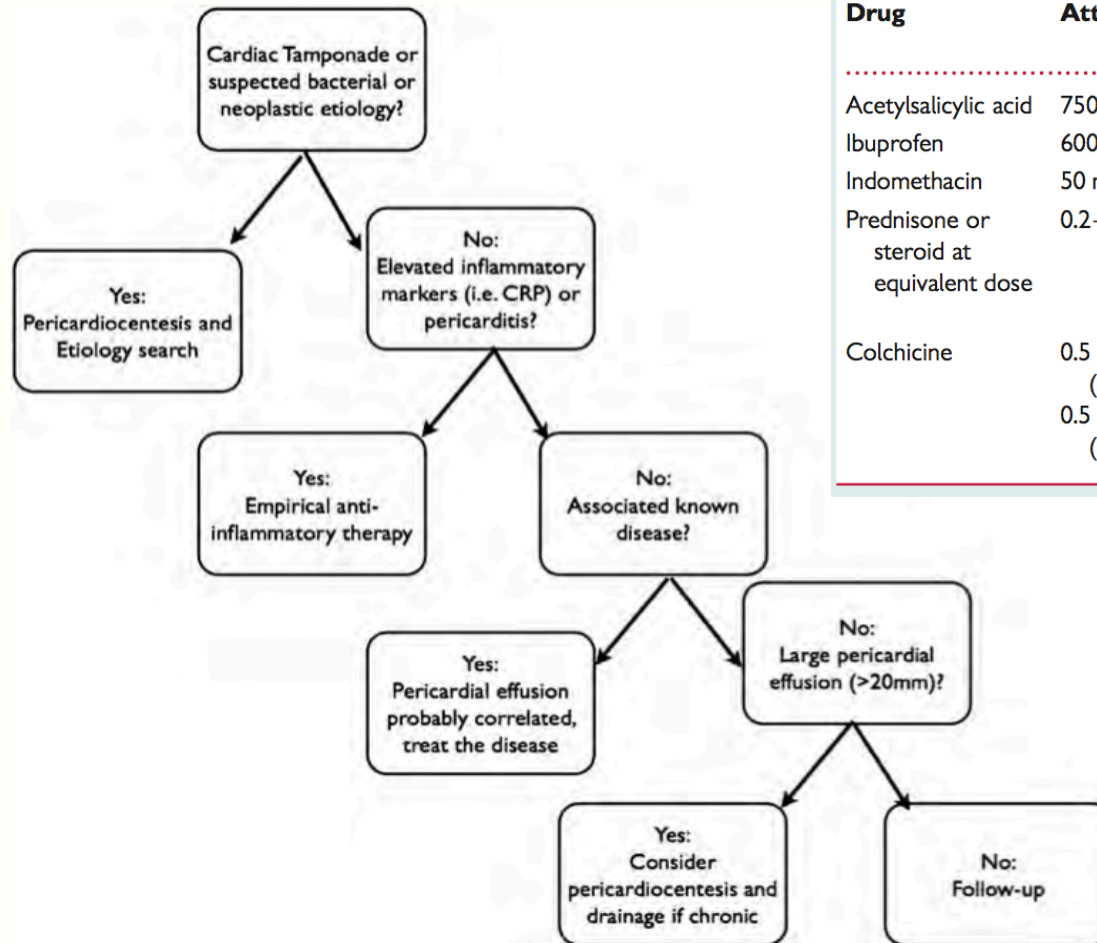 Cardiac Tamponade or
suspected bacterial or
neoplastic etiology?
Yes:
Pericardiocentesis and
Etiology search
No:
Elevated inflammatory
markers (i.e. CRP) or
pericarditis?
Yes:
Empirical anti-
inflammatory therapy
No:
Associated known
disease?
Yes:
Pericardial effusion
probably correlated,
treat the disease
No:
Large pericardial
effusion (>20mm)?
Yes:
Consider
pericardiocentesis and
drainage if chronic
No:
Follow-up
Drug Att
Acetylsalicylic acid 750
Ibuprofen 600
Indomethacin 50
Prednisone or 0.2-
steroid at
equivalent dose
Colchicine 0.5
(
0.5
(